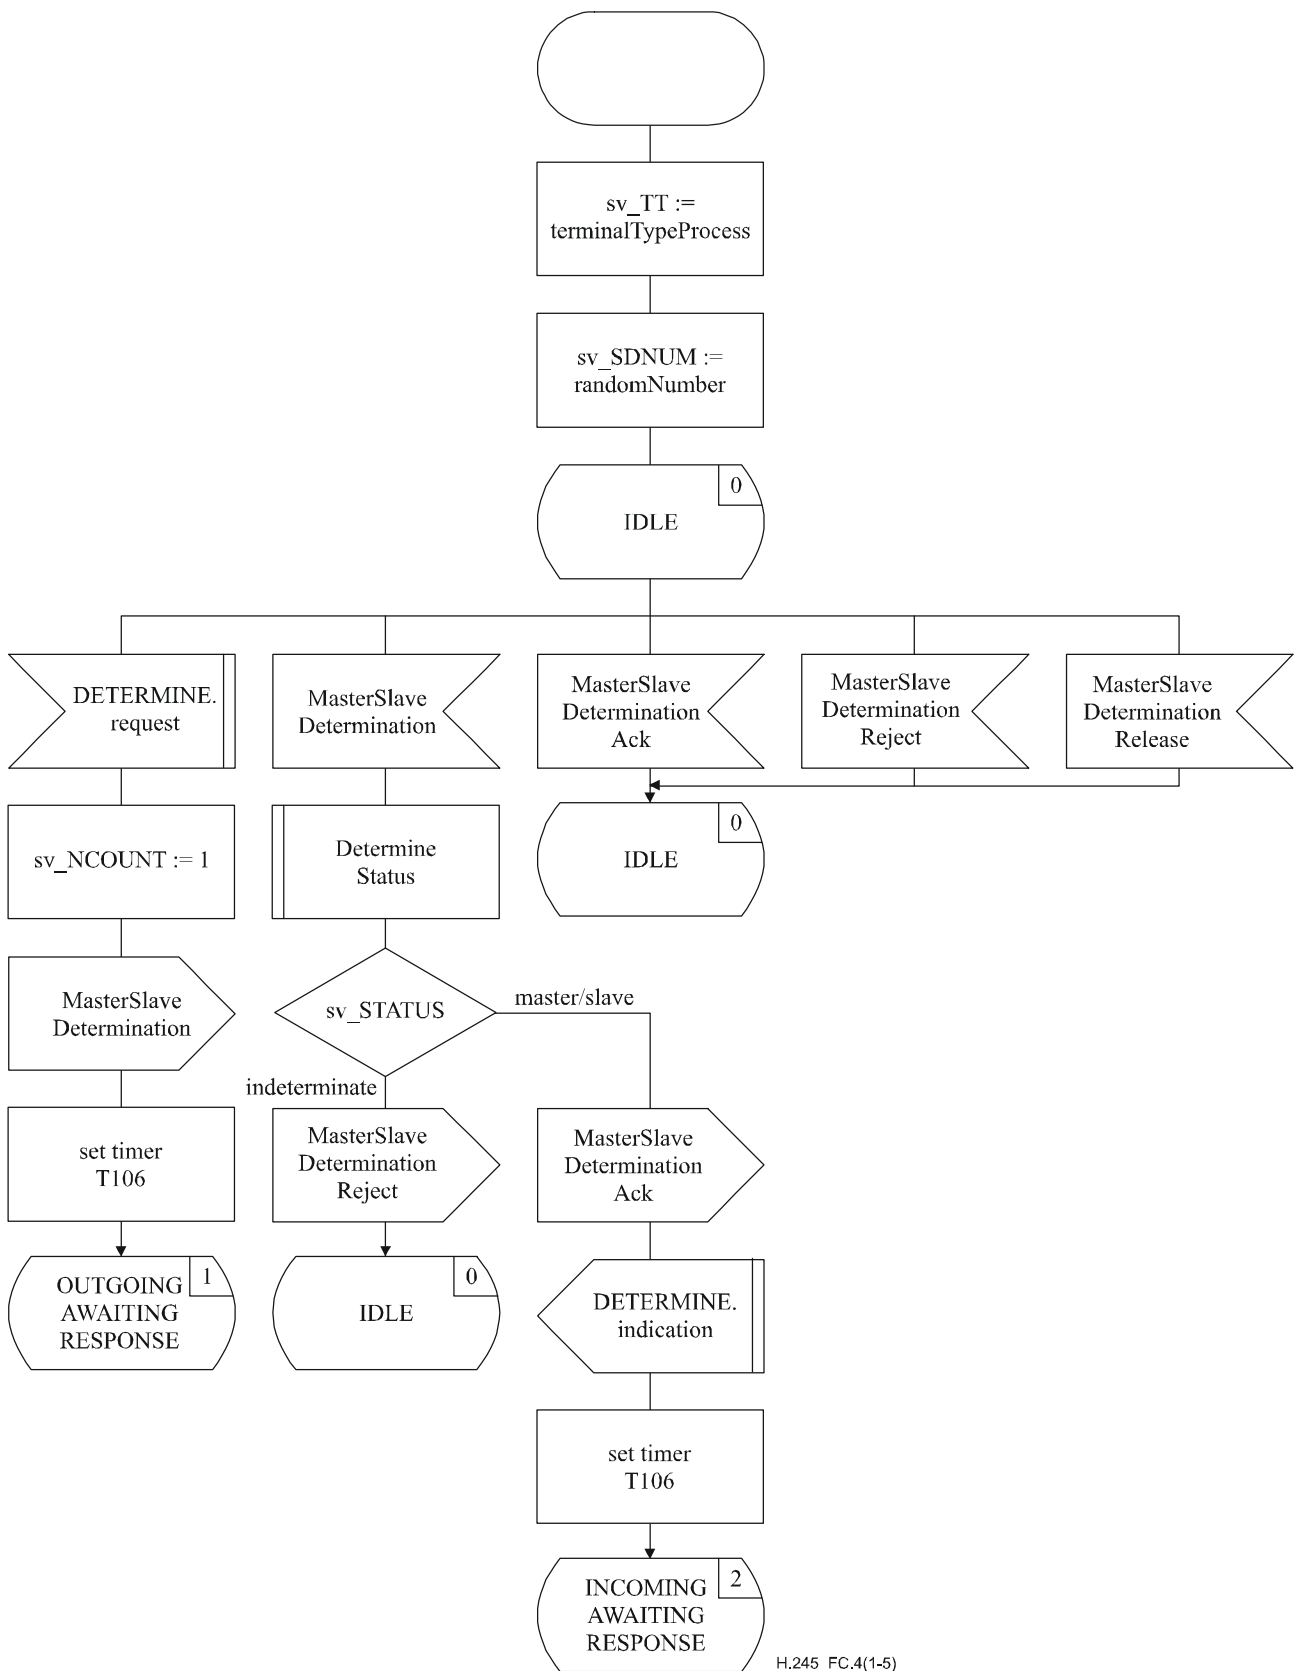 sv_TT :=
terminalTypeProcess
sv_SDNUM :=
randomNumber
0
IDLE
DETERMINE.
request
MasterSlave
Determination
MasterSlave
Determination
Ack
MasterSlave
Determination
Reject
MasterSlave
Determination
Release
sv_NCOUNT := 1
Determine
Status
0
IDLE
MasterSlave
Determination
sv_STATUS
master/slave
indeterminate
set timer
T106
MasterSlave
Determination
Reject
MasterSlave
Determination
Ack
1
OUTGOING
AWAITING
RESPONSE
0
IDLE
DETERMINE.
indication
set timer
T106
2
INCOMING
AWAITING
RESPONSE
H.245_FC.4(1-5)